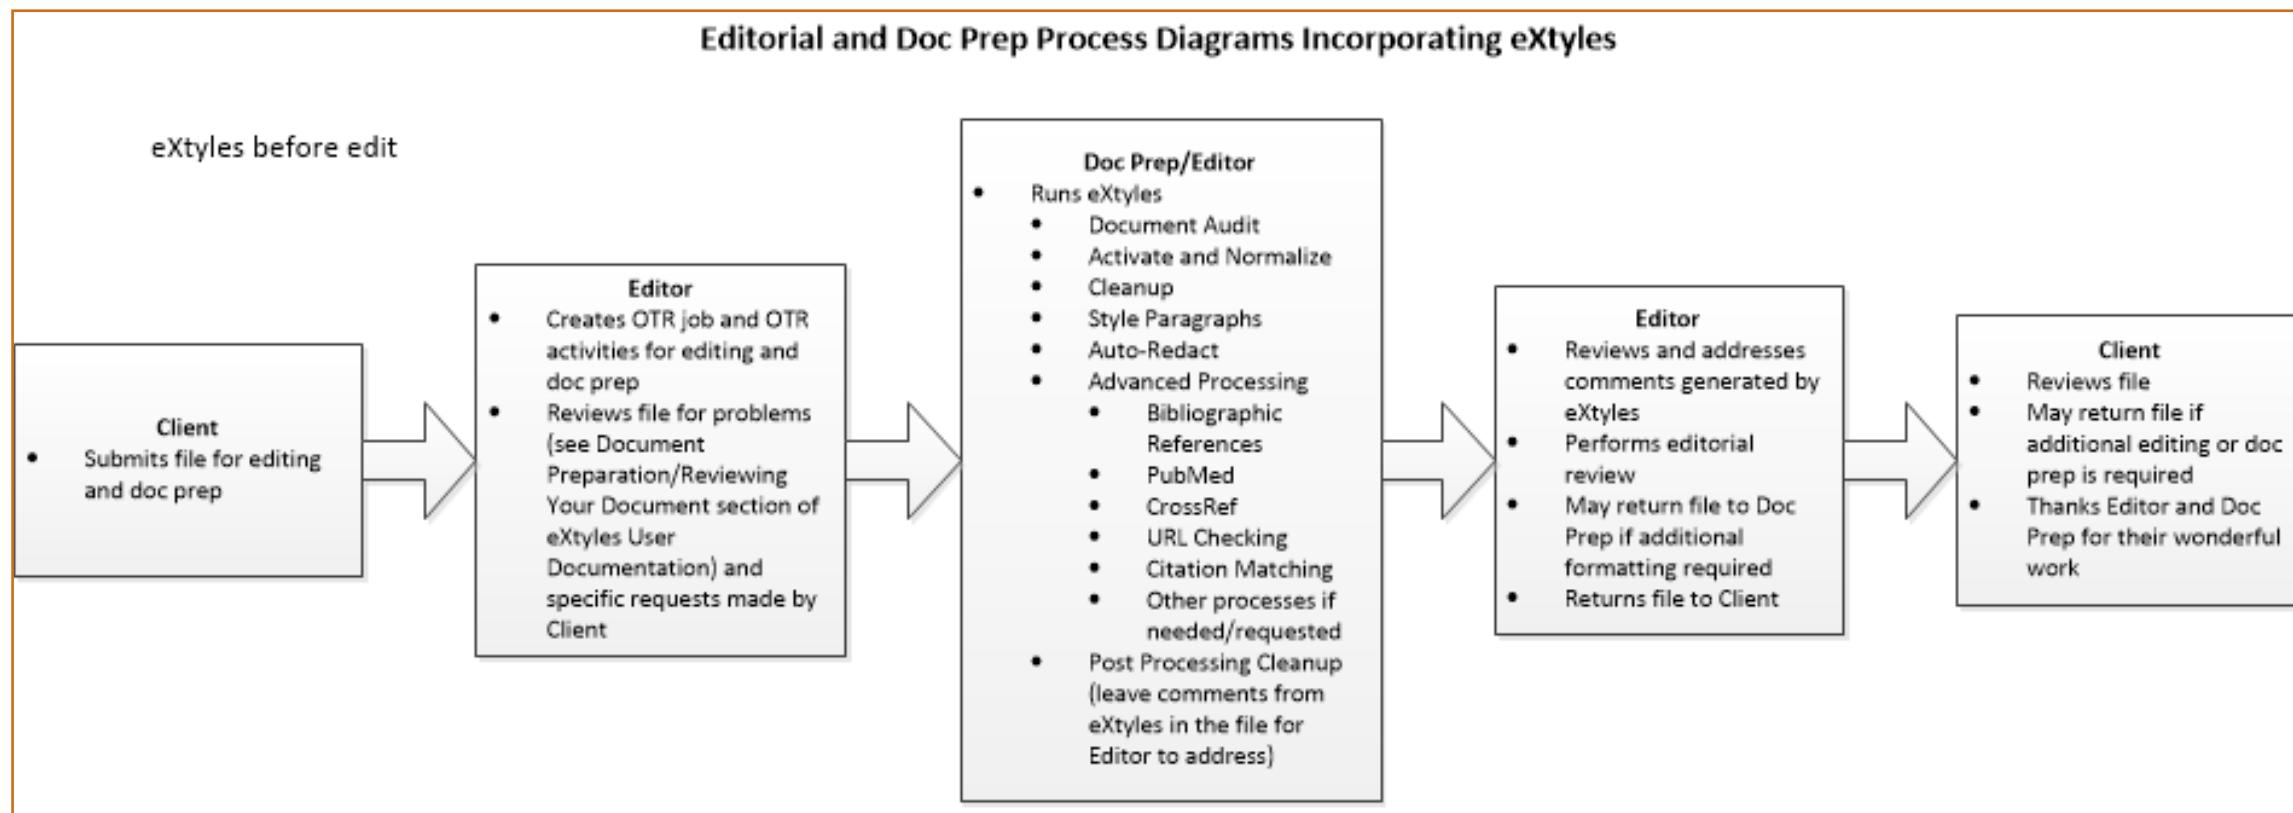 Editorial and Doc Prep Process Diagrams Incorporating eXtyles
eXtyles before edit
Client
• Submits file for editing
and doc prep
Editor
• Creates OTR job and OTR
activities for editing and
doc prep
• Reviews file for problems
(see Document
Preparation/Reviewing
Your Document section of
eXtyles User
Documentation) and
specific requests made by
Client
Doc Prep/Editor
• Runs eXtyles
• Document Audit
• Activate and Normalize
• Cleanup
• Style Paragraphs
• Auto-Redact
• Advanced Processing
• Bibliographic
References
• PubMed
• CrossRef
• URL Checking
• Citation Matching
• Other processes if
needed/requested
• Post Processing Cleanup
(leave comments from
eXtyles in the file for
Editor to address)
Editor
• Reviews and addresses
comments generated by
eXtyles
• Performs editorial
review
• May return file to Doc
Prep if additional
formatting required
• Returns file to Client
Client
• Reviews file
• May return file if
additional editing or doc
prep is required
• Thanks Editor and Doc
Prep for their wonderful
work